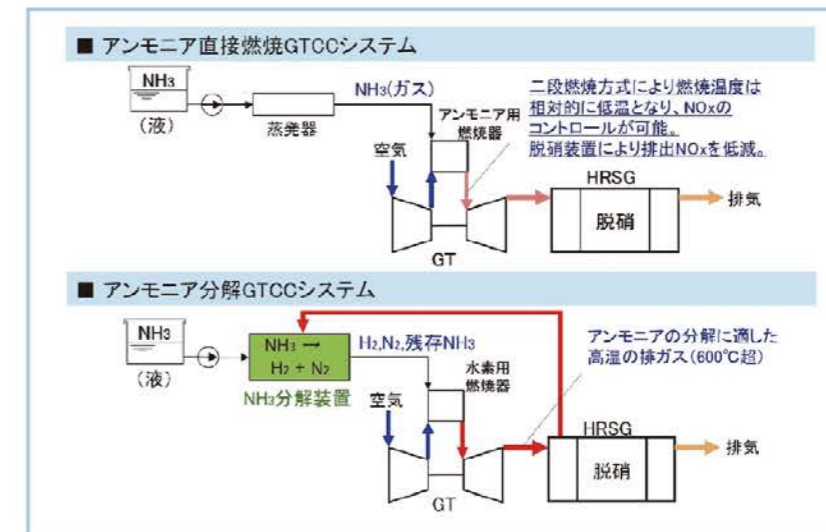 ■ アンモニア直接燃焼GTCCシステム
NH3
(液)
蒸発器
NH3(ガス)
アンモニア用
燃焼器
空気
GT
二段燃焼方式により燃焼温度は
相対的に低温となり、NOxの
コントロールが可能。
脱硝装置により排出NOxを低減。
HRSG
脱硝
排気
■ アンモニア分解GTCCシステム
NH3
(液)
NH3 →
H2 + N2
NH3分解装置
H2,N2,残存NH3
水素用
燃焼器
空気
GT
アンモニアの分解に適した
高温の排ガス(600℃超)
HRSG
脱硝
排気